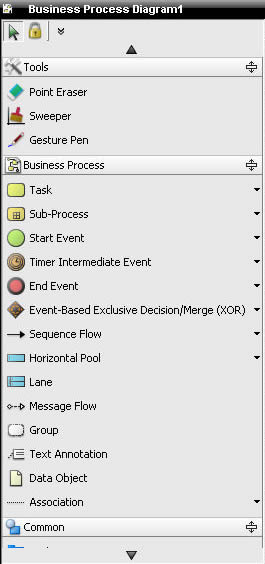 Business Process Diagram1
Tools
Point Eraser
Sweeper
Gesture Pen
Business Process
Task
Sub-Process
Start Event
Timer Intermediate Event
End Event
Event-Based Exclusive Decision/Merge (XOR)
Sequence Flow
Horizontal Pool
Lane
Message Flow
Group
Text Annotation
Data Object
Association
Common